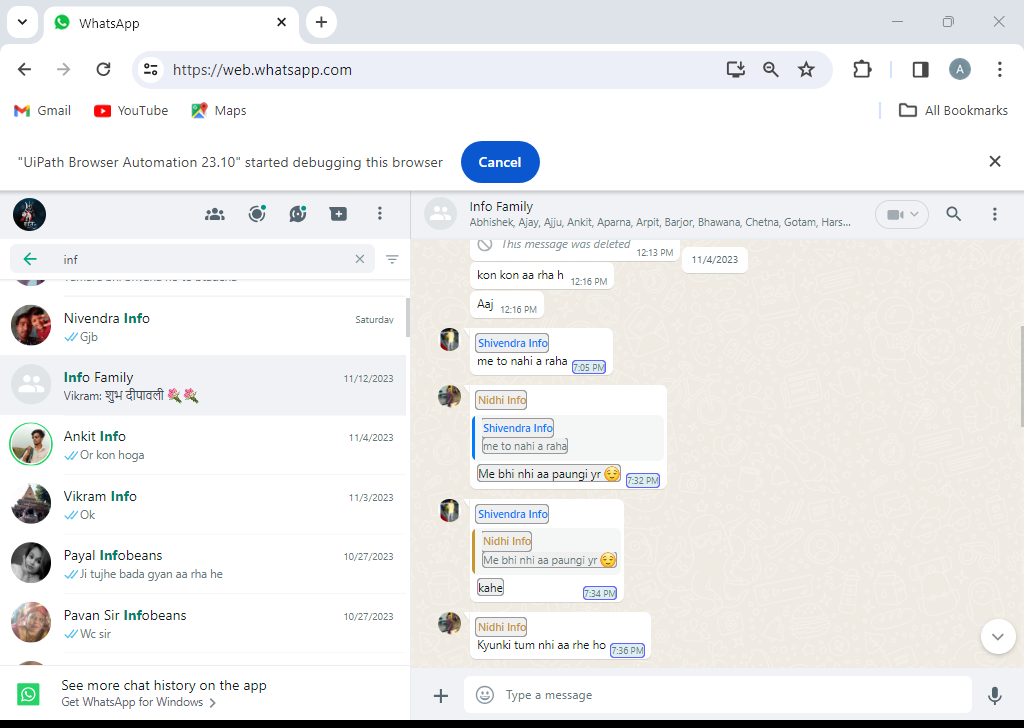 WhatsApp
https://web.whatsapp.com
A
Gmail
YouTube
Maps
All Bookmarks
"UiPath Browser Automation 23.10" started debugging this browser
Cancel
inf
Nivendra Info
Saturday
Gjb
Info Family
11/12/2023
Vikram: शुभ दीपावली 💐💐
Ankit Info
11/4/2023
Or kon hoga
Vikram Info
11/3/2023
Ok
Payal Infobeans
10/27/2023
Ji tujhe bada gyan aa rha he
Pavan Sir Infobeans
10/27/2023
Wc sir
See more chat history on the app
Get WhatsApp for Windows
Info Family
Abhishek, Ajay, Ajju, Ankit, Aparna, Arpit, Barjor, Bhawana, Chetna, Gotam, Hars...
This message was deleted
12:13 PM
11/4/2023
kon kon aa rha h
12:16 PM
Aaj
12:16 PM
Shivendra Info
me to nahi a raha
7:05 PM
Nidhi Info
Shivendra Info
me to nahi a raha
Me bhi nhi aa paungi yr 😌
7:32 PM
Shivendra Info
Nidhi Info
Me bhi nhi aa paungi yr 😌
kahe
7:34 PM
Nidhi Info
Kyunki tum nhi aa rhe ho
7:36 PM
Type a message